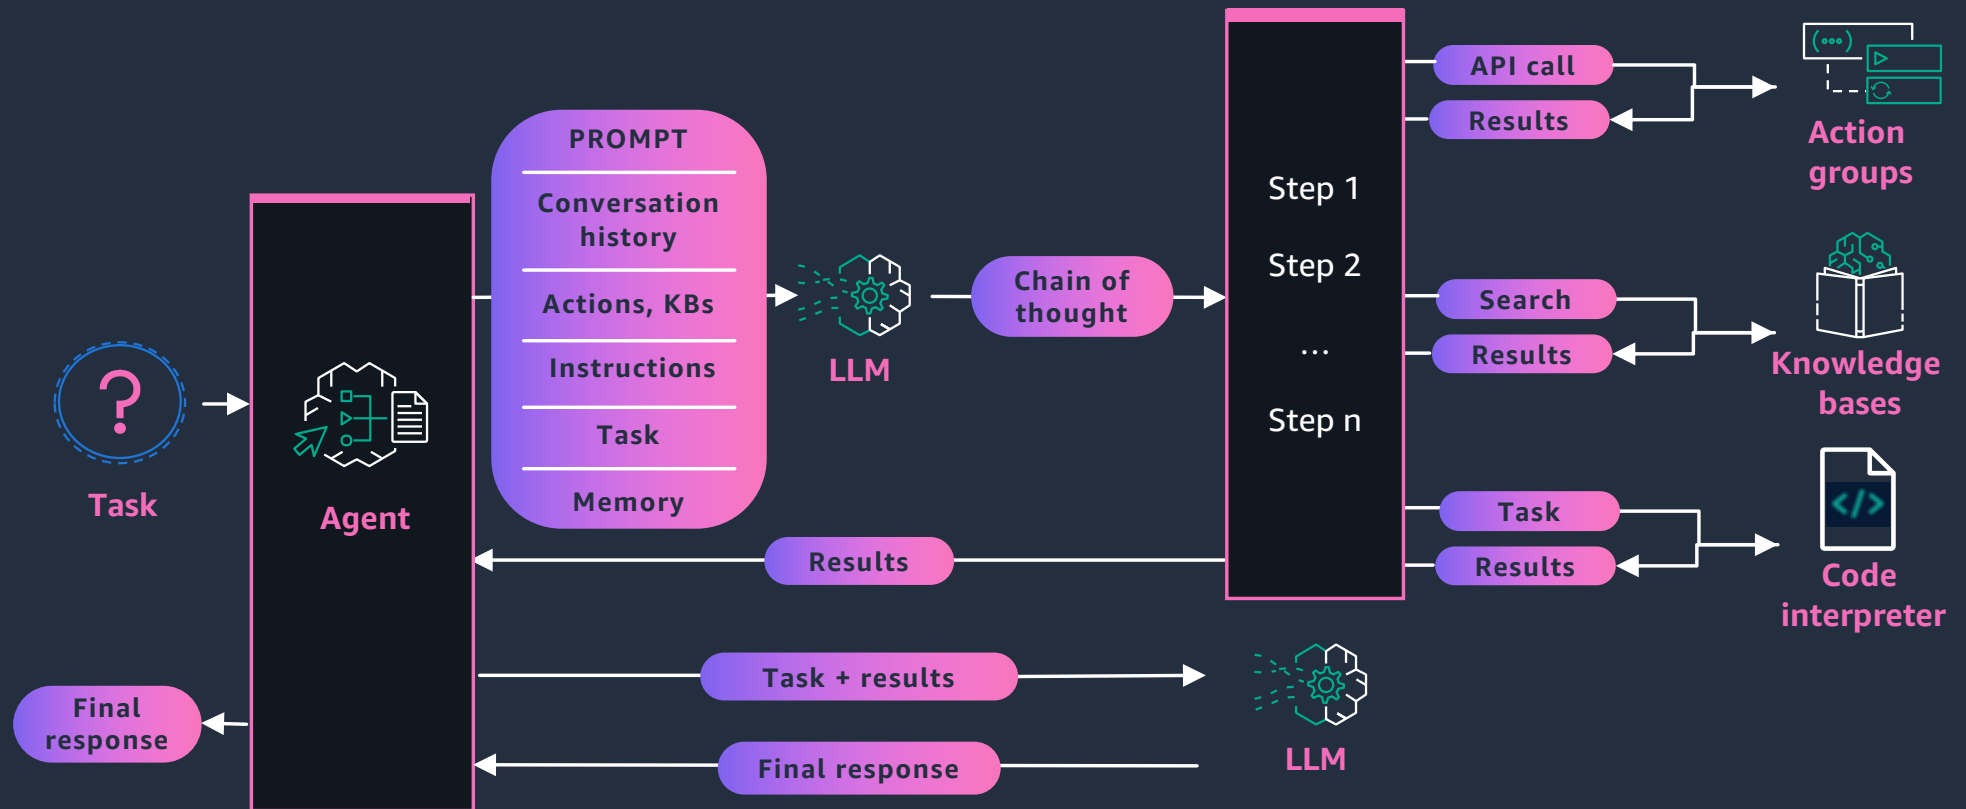 Task
Agent
PROMPT
Conversation
history
Actions, KBs
Instructions
Task
Memory
LLM
Chain of
thought
Step 1
Step 2
...
Step n
API call
Results
Action
groups
Search
Results
Knowledge
bases
Task
Results
</>
Code
interpreter
Results
Task + results
LLM
Final response
Final
response